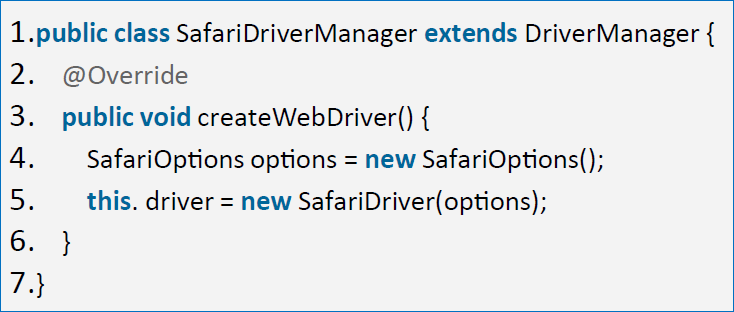 1.public class SafariDriverManager extends DriverManager {
2. @Override
3. public void createWebDriver() {
4. SafariOptions options = new SafariOptions();
5. this. driver = new SafariDriver(options);
6. }
7.}